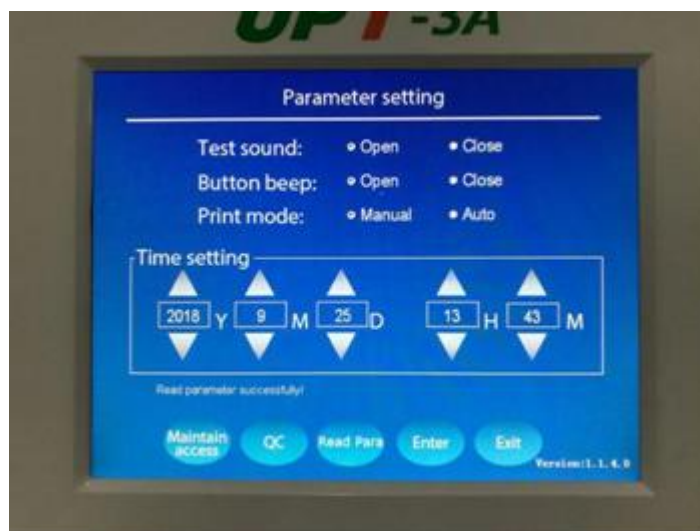 UPT-3A
Parameter setting
Test sound: Open Close
Button beep: Open Close
Print mode: Manual Auto
Time setting
2018 Y 9 M 25 D 13 H 43 M
Read parameter successfully!
Maintain access QC Read Para Enter Exit
Version:1.1.4.0